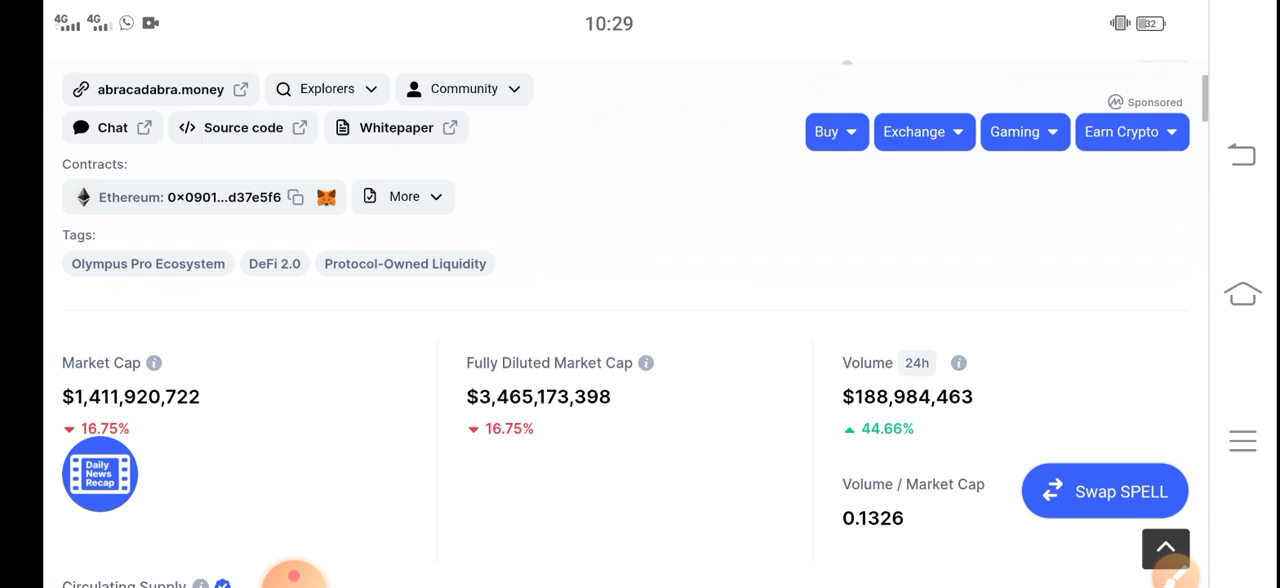 4G 4G 10:29 32
abracadabra.money Explorers Community
Sponsored
Chat Source code Whitepaper
Buy Exchange Gaming Earn Crypto
Contracts:
Ethereum: 0x0901...d37e5f6 More
Tags:
Olympus Pro Ecosystem DeFi 2.0 Protocol-Owned Liquidity
Market Cap Fully Diluted Market Cap Volume 24h
$1,411,920,722 $3,465,173,398 $188,984,463
16.75% 16.75% 44.66%
Daily
News
Recap
Volume / Market Cap
Swap SPELL
0.1326
Circulating Supply